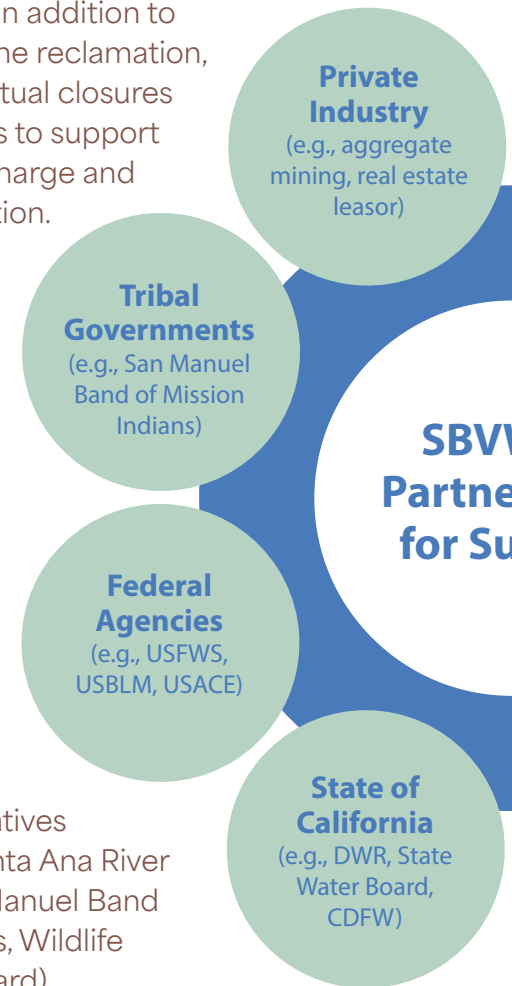 n addition to
ne reclamation,
tual closures
s to support
harge and
tion.
Private
Industry
(e.g., aggregate
mining, real estate
leasor)
Tribal
Governments
(e.g., San Manuel
Band of Mission
Indians)
SBVW
Partne
for Su
Federal
Agencies
(e.g., USFWS,
USBLM, USACE)
State of
California
(e.g., DWR, State
Water Board,
CDFW)
atives
nta Ana River
Manuel Band
s, Wildlife
ard)